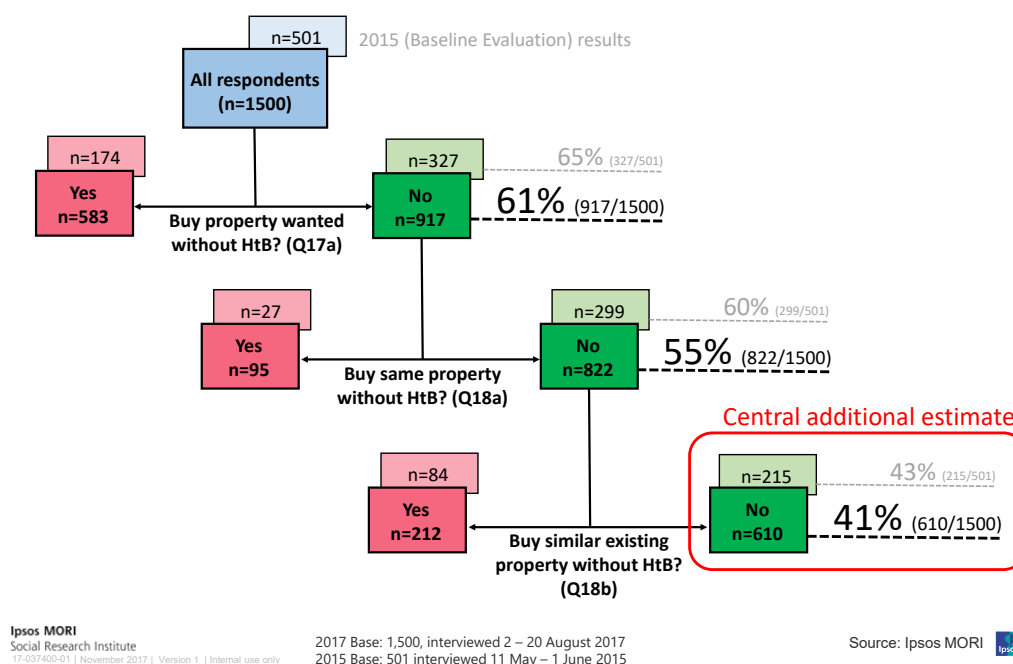 n=501
2015 (Baseline Evaluation) results
All respondents
(n=1500)
n=174
Yes
n=583
n=327
No
n=917
65% (327/501)
61% (917/1500)
Buy property wanted
without HtB? (Q17a)
n=27
Yes
n=95
n=299
No
n=822
60% (299/501)
55% (822/1500)
Buy same property
without HtB? (Q18a)
Central additional estimate
n=84
Yes
n=212
n=215
No
n=610
43% (215/501)
41% (610/1500)
Buy similar existing
property without HtB?
(Q18b)
Ipsos MORI
Social Research Institute
17-037400-01 | November 2017 | Version 1 | Internal use only
2017 Base: 1,500, interviewed 2 – 20 August 2017
2015 Base: 501 interviewed 11 May – 1 June 2015
Source: Ipsos MORI